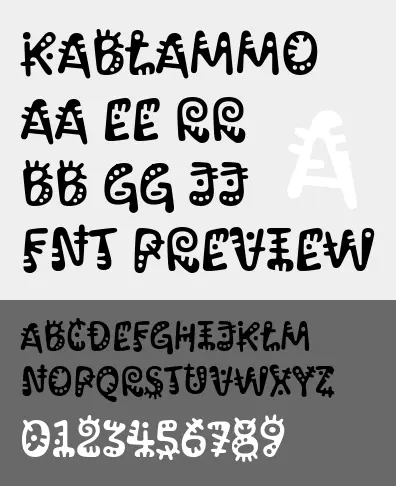 KABLAMMO
AA EE RR
A
BB GG JJ
FNT PREVIEW
ABCDEFGHIJKLM
NOPQRSTUVWXYZ
0123456789